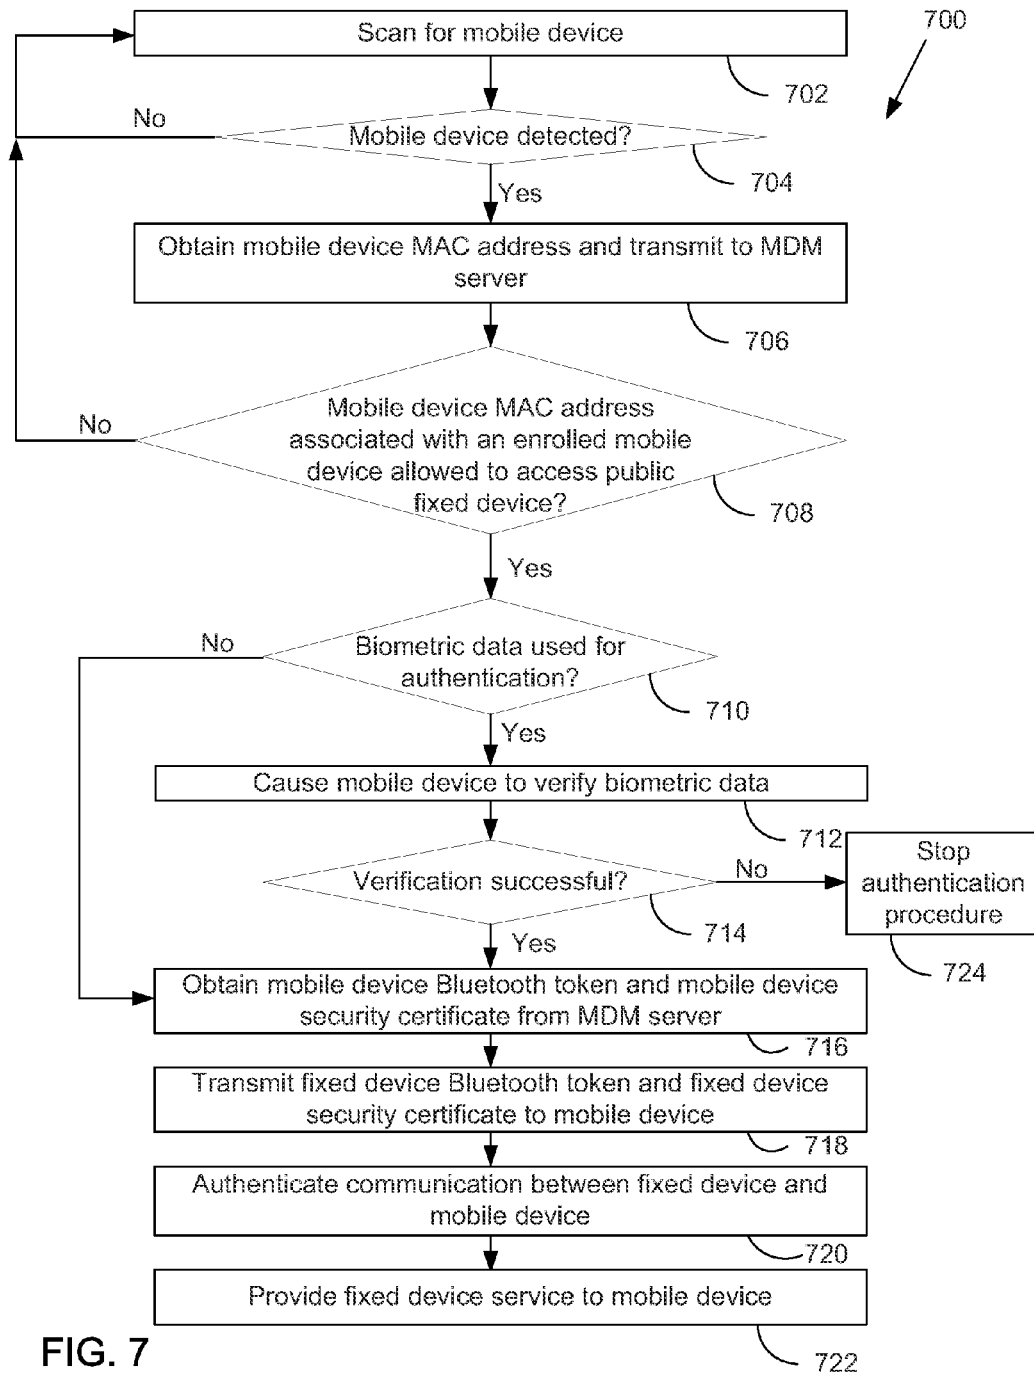 Scan for mobile device
700
702
No
Mobile device detected?
704
Yes
Obtain mobile device MAC address and transmit to MDM
server
706
Mobile device MAC address
associated with an enrolled mobile
device allowed to access public
fixed device?
No
708
Yes
No
Biometric data used for
authentication?
710
Yes
Cause mobile device to verify biometric data
712
Verification successful?
No
Stop
authentication
procedure
714
724
Yes
Obtain mobile device Bluetooth token and mobile device
security certificate from MDM server
716
Transmit fixed device Bluetooth token and fixed device
security certificate to mobile device
718
Authenticate communication between fixed device and
mobile device
720
Provide fixed device service to mobile device
722
FIG. 7